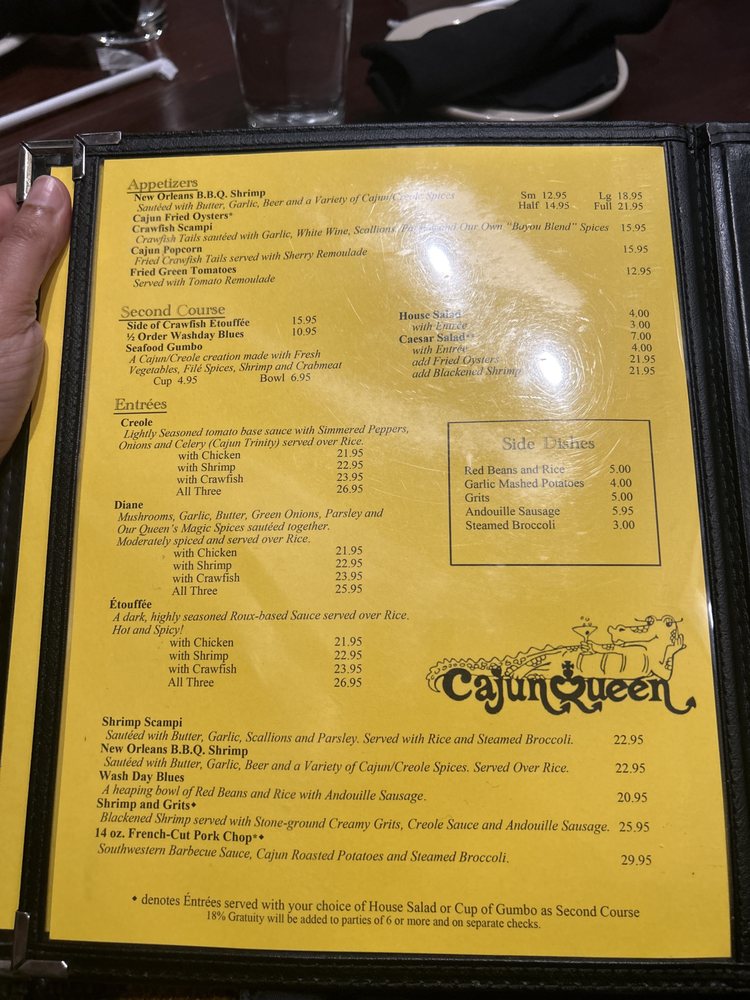 Appetizers
New Orleans B.B.Q. Shrimp Sm 12.95 Lg 18.95
Sautéed with Butter, Garlic, Beer and a Variety of Cajun/Creole Spices
Cajun Fried Oysters* Half 14.95 Full 21.95
Crawfish Scampi
Crawfish Tails sautéed with Garlic, White Wine, Scallions, and Our Own "Bayou Blend" Spices 15.95
Cajun Popcorn 15.95
Fried Crawfish Tails served with Sherry Remoulade
Fried Green Tomatoes 12.95
Served with Tomato Remoulade
Second Course
Side of Crawfish Etouffée 15.95
½ Order Washday Blues 10.95
Seafood Gumbo
A Cajun/Creole creation made with Fresh
Vegetables, Filé Spices, Shrimp and Crabmeat
Cup 4.95 Bowl 6.95
House Salad 4.00
with Entrée 3.00
Caesar Salad** 7.00
with Entrée 4.00
add Fried Oysters 21.95
add Blackened Shrimp 21.95
Entrées
Creole
Lightly Seasoned tomato base sauce with Simmered Peppers,
Onions and Celery (Cajun Trinity) served over Rice.
with Chicken 21.95
with Shrimp 22.95
with Crawfish 23.95
All Three 26.95
Diane
Mushrooms, Garlic, Butter, Green Onions, Parsley and
Our Queen's Magic Spices sautéed together.
Moderately spiced and served over Rice.
with Chicken 21.95
with Shrimp 22.95
with Crawfish 23.95
All Three 25.95
Étouffée
A dark, highly seasoned Roux-based Sauce served over Rice.
Hot and Spicy!
with Chicken 21.95
with Shrimp 22.95
with Crawfish 23.95
All Three 26.95
Side Dishes
Red Beans and Rice 5.00
Garlic Mashed Potatoes 4.00
Grits 5.00
Andouille Sausage 5.95
Steamed Broccoli 3.00
Cajun Queen
Shrimp Scampi
Sautéed with Butter, Garlic, Scallions and Parsley. Served with Rice and Steamed Broccoli. 22.95
New Orleans B.B.Q. Shrimp
Sautéed with Butter, Garlic, Beer and a Variety of Cajun/Creole Spices. Served Over Rice. 22.95
Wash Day Blues
A heaping bowl of Red Beans and Rice with Andouille Sausage. 20.95
Shrimp and Grits♦
Blackened Shrimp served with Stone-ground Creamy Grits, Creole Sauce and Andouille Sausage. 25.95
14 oz. French-Cut Pork Chop*♦
Southwestern Barbecue Sauce, Cajun Roasted Potatoes and Steamed Broccoli. 29.95
♦ denotes Éntrées served with your choice of House Salad or Cup of Gumbo as Second Course
18% Gratuity will be added to parties of 6 or more and on separate checks.